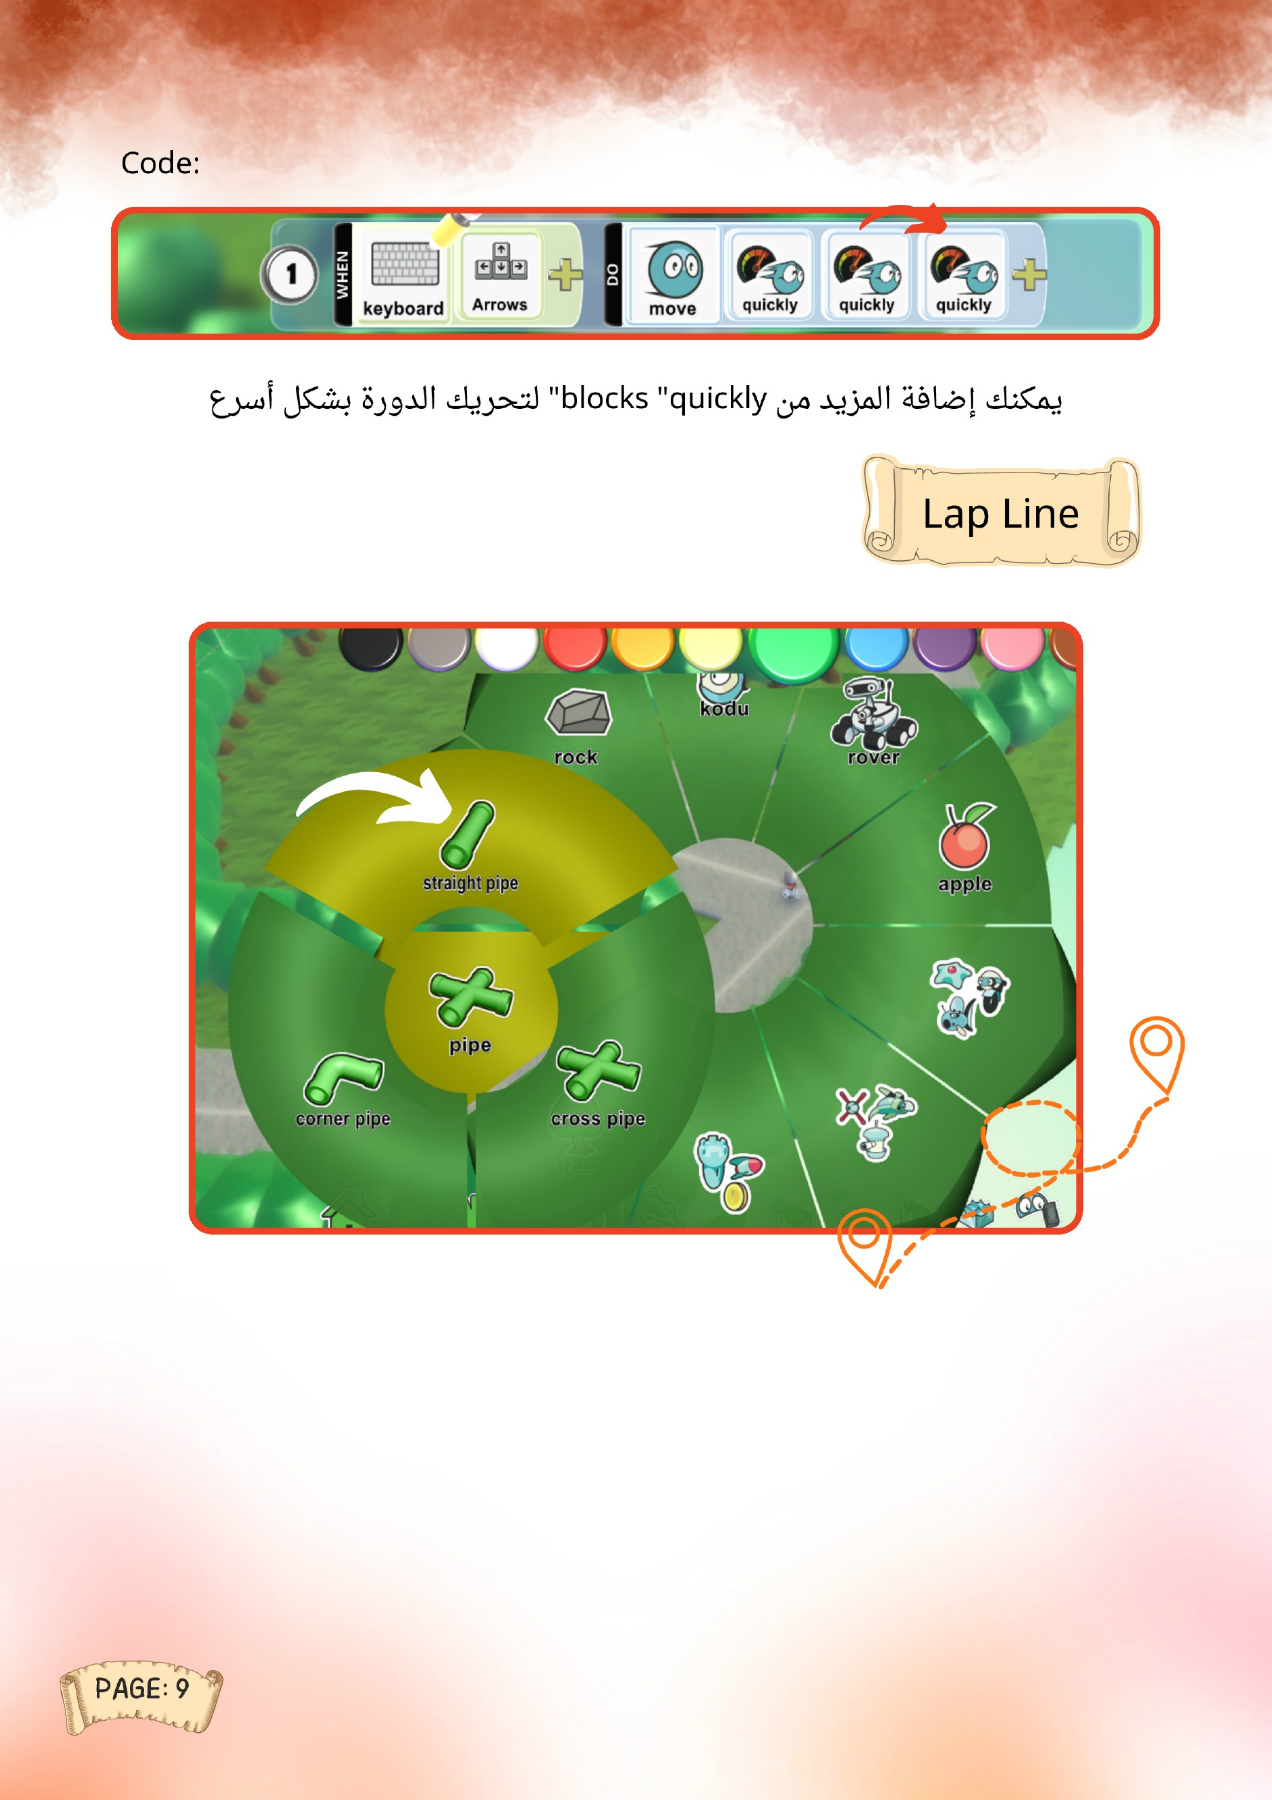 Code:
1 WHEN keyboard Arrows DO move quickly quickly quickly
يمكنك إضافة المزيد من blocks "quickly" لتحريك الدورة بشكل أسرع
Lap Line
kodu
rock
rover
straight pipe
apple
pipe
corner pipe
cross pipe
tree
PAGE: 9